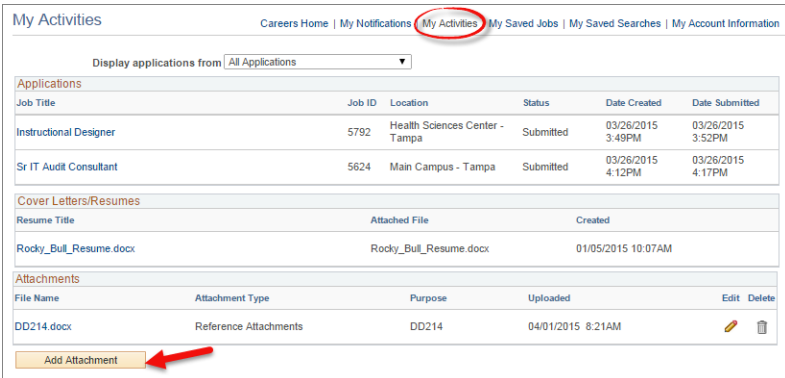 My Activities
Careers Home | My Notifications | My Activities | My Saved Jobs | My Saved Searches | My Account Information
Display applications from All Applications
Applications
Job Title Job ID Location Status Date Created Date Submitted
Instructional Designer 5792 Health Sciences Center - Tampa Submitted 03/26/2015 3:49PM 03/26/2015 3:52PM
Sr IT Audit Consultant 5624 Main Campus - Tampa Submitted 03/26/2015 4:12PM 03/26/2015 4:17PM
Cover Letters/Resumes
Resume Title Attached File Created
Rocky_Bull_Resume.docx Rocky_Bull_Resume.docx 01/05/2015 10:07AM
Attachments
File Name Attachment Type Purpose Uploaded Edit Delete
DD214.docx Reference Attachments DD214 04/01/2015 8:21AM
Add Attachment